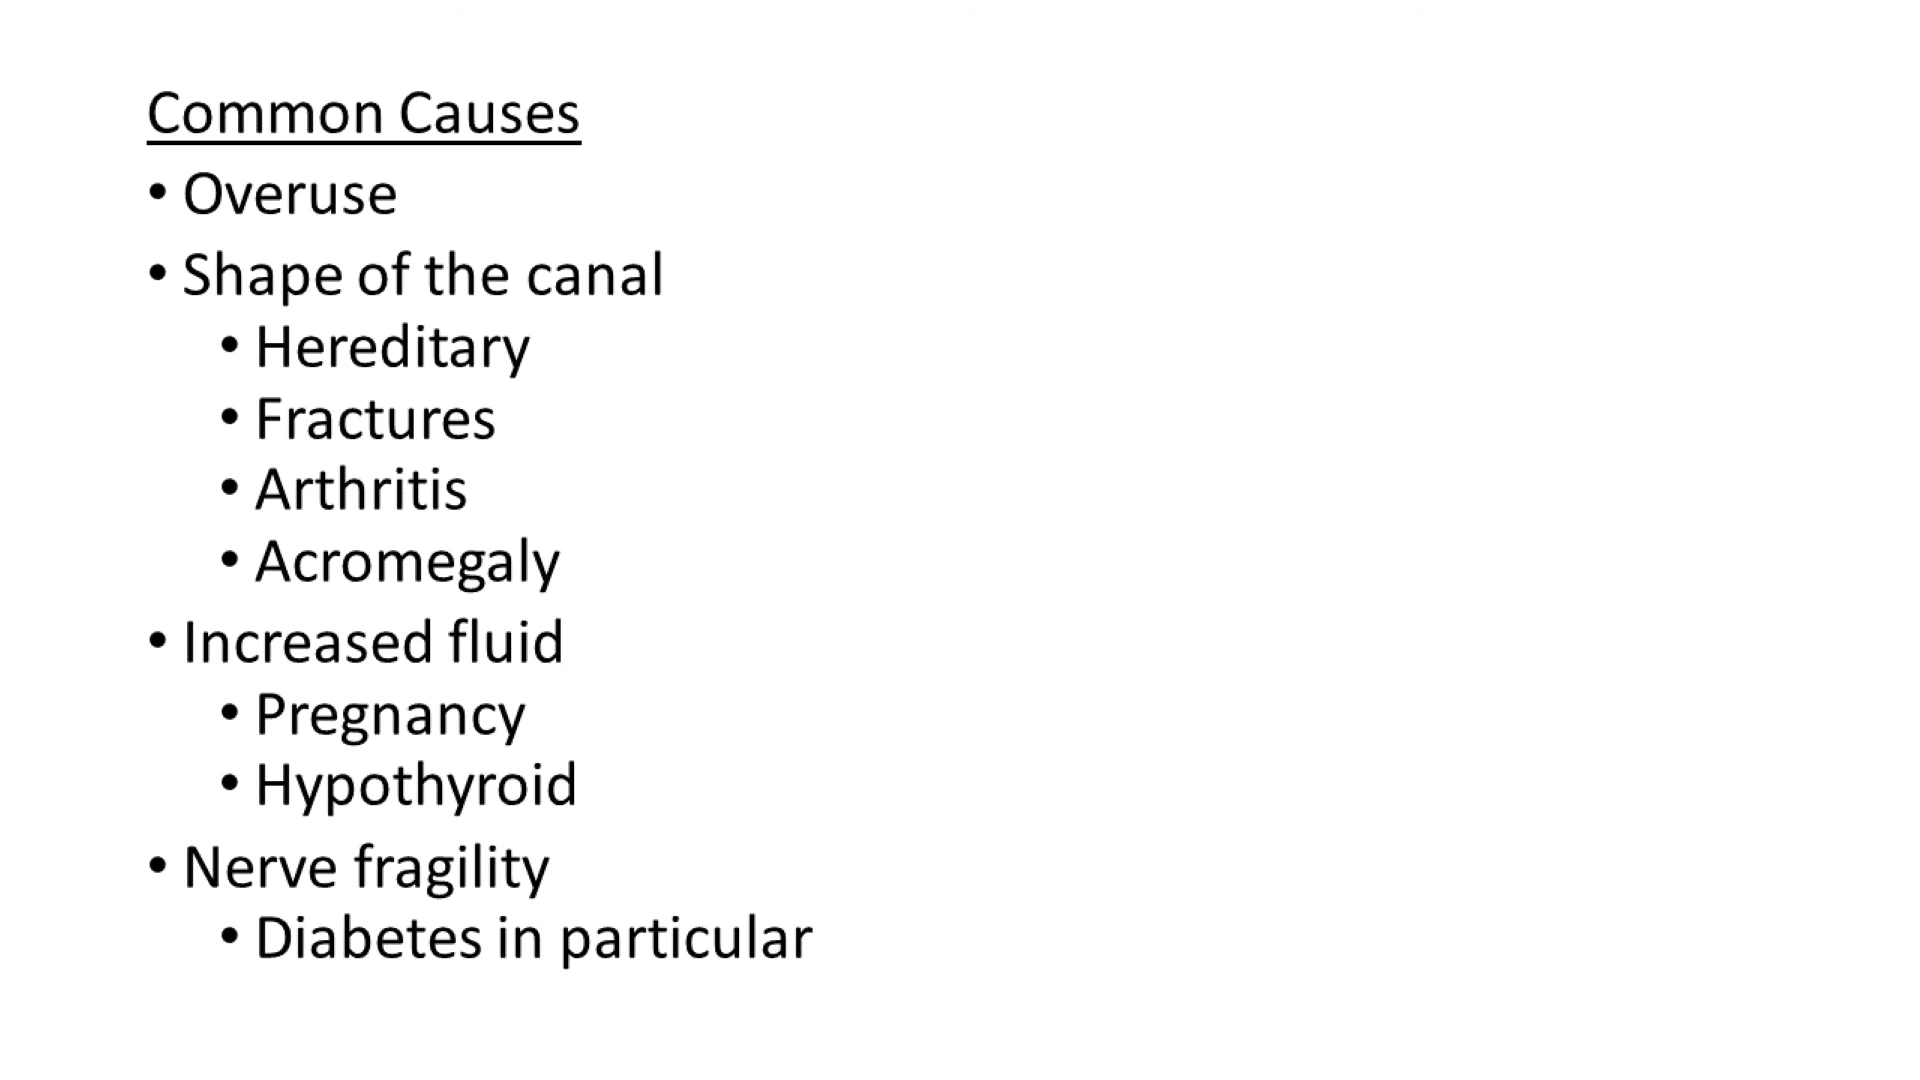 Common Causes
• Overuse
• Shape of the canal
• Hereditary
• Fractures
• Arthritis
• Acromegaly
• Increased fluid
• Pregnancy
• Hypothyroid
• Nerve fragility
• Diabetes in particular